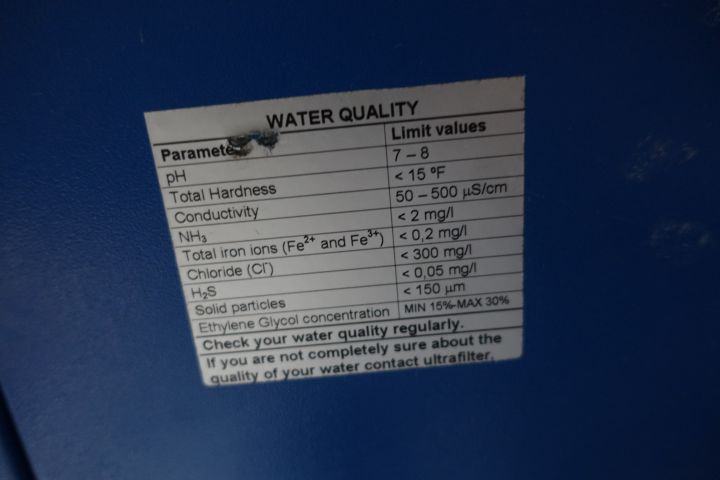 WATER QUALITY
Paramete Limit values
pH 7 – 8
Total Hardness < 15 ºF
Conductivity 50 – 500 µS/cm
NH₃ < 2 mg/l
Total iron ions (Fe²⁺ and Fe³⁺) < 0,2 mg/l
Chloride (Cl⁻) < 300 mg/l
H₂S < 0,05 mg/l
Solid particles < 150 µm
Ethylene Glycol concentration MIN 15%-MAX 30%
Check your water quality regularly.
If you are not completely sure about the
quality of your water contact ultrafilter.